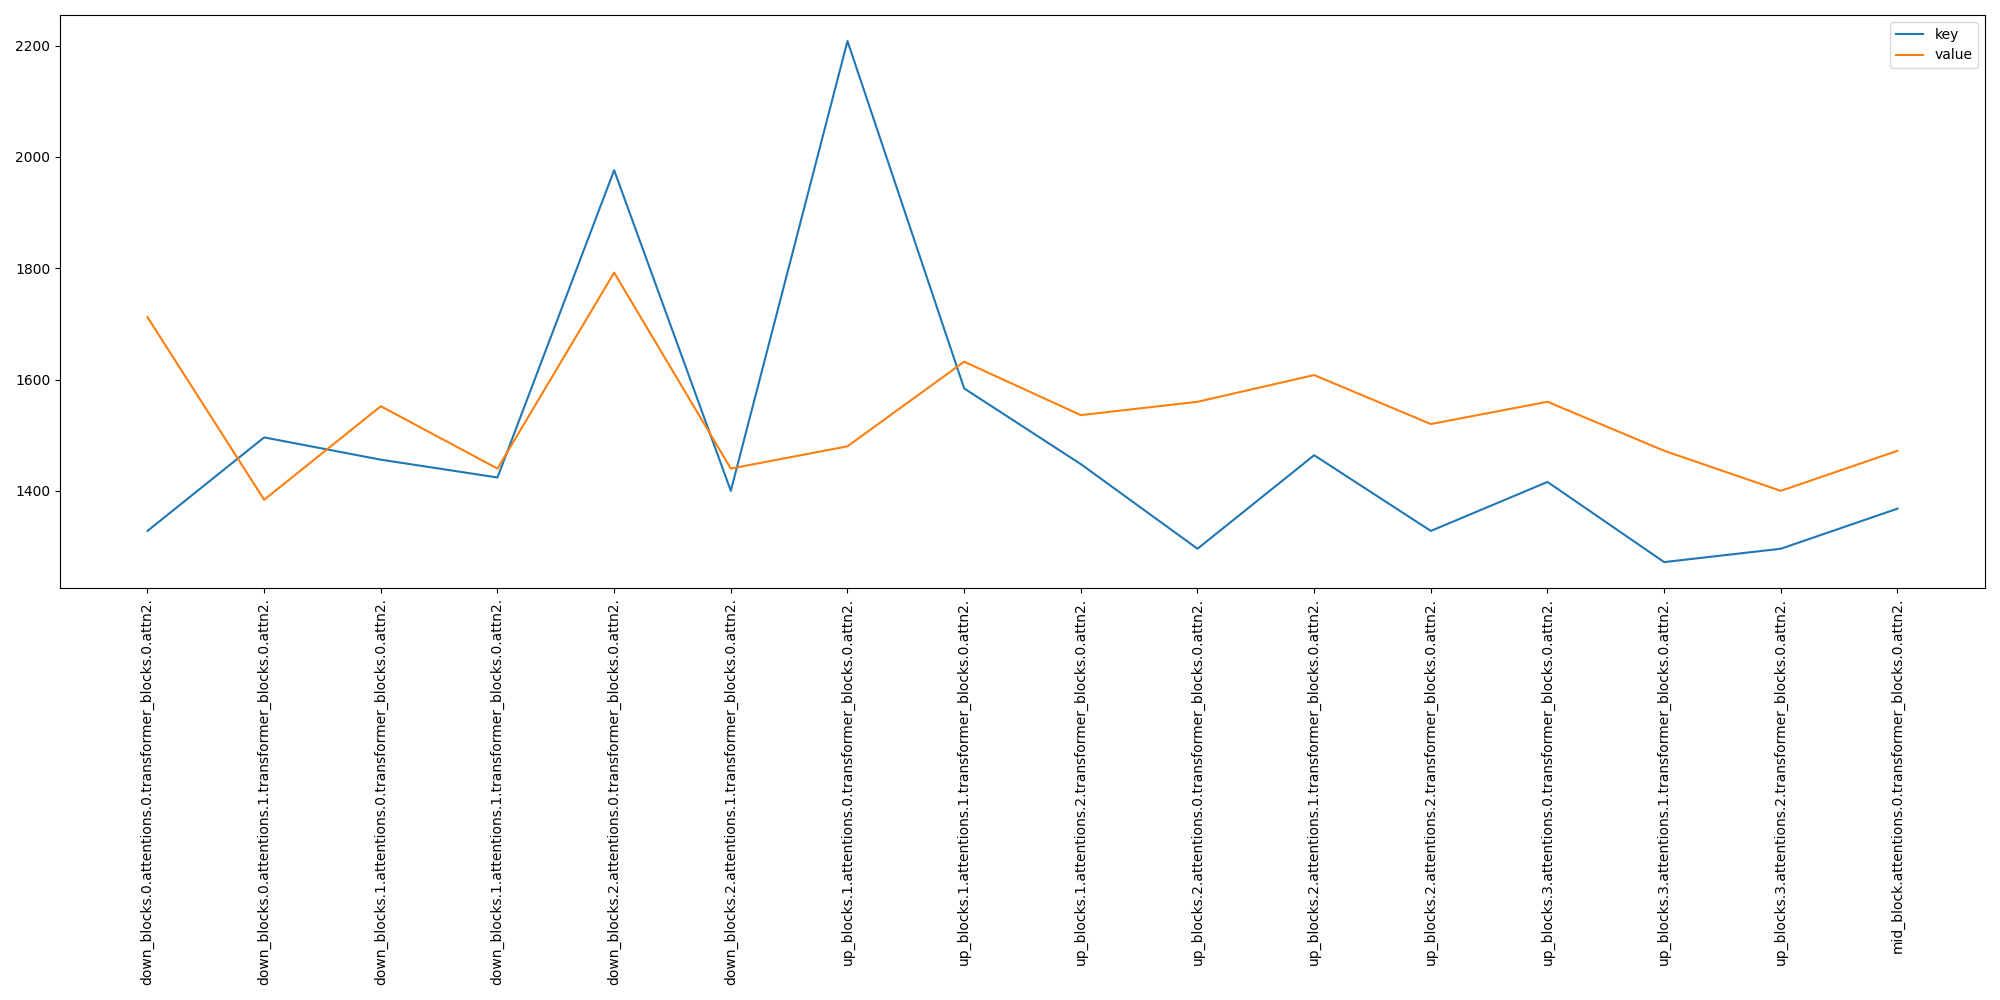 key
value
2200
2000
1800
1600
1400
down_blocks.0.attentions.0.transformer_blocks.0.attn2.
down_blocks.0.attentions.1.transformer_blocks.0.attn2.
down_blocks.1.attentions.0.transformer_blocks.0.attn2.
down_blocks.1.attentions.1.transformer_blocks.0.attn2.
down_blocks.2.attentions.0.transformer_blocks.0.attn2.
down_blocks.2.attentions.1.transformer_blocks.0.attn2.
up_blocks.1.attentions.0.transformer_blocks.0.attn2.
up_blocks.1.attentions.1.transformer_blocks.0.attn2.
up_blocks.1.attentions.2.transformer_blocks.0.attn2.
up_blocks.2.attentions.0.transformer_blocks.0.attn2.
up_blocks.2.attentions.1.transformer_blocks.0.attn2.
up_blocks.2.attentions.2.transformer_blocks.0.attn2.
up_blocks.3.attentions.0.transformer_blocks.0.attn2.
up_blocks.3.attentions.1.transformer_blocks.0.attn2.
up_blocks.3.attentions.2.transformer_blocks.0.attn2.
mid_block.attentions.0.transformer_blocks.0.attn2.